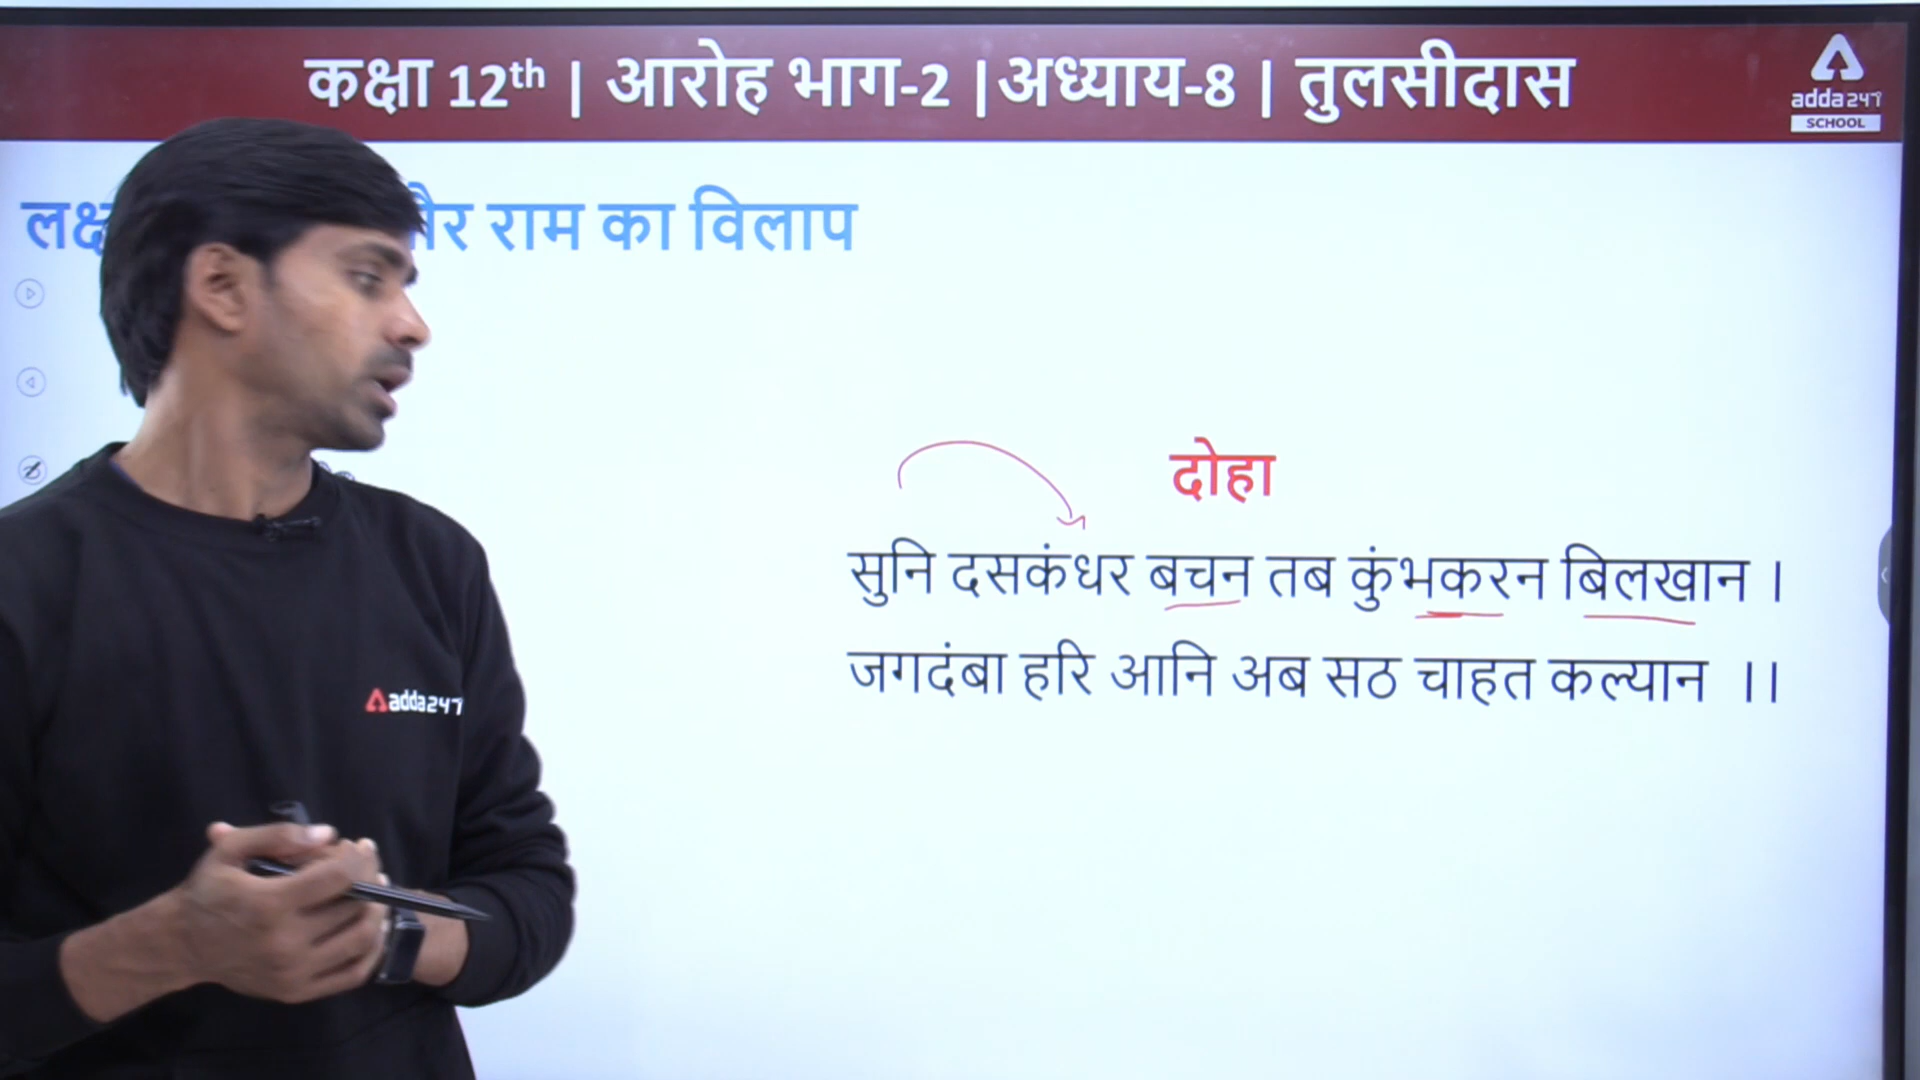 कक्षा 12th | आरोह भाग-2 |अध्याय-8 | तुलसीदास
adda247
SCHOOL
राम का विलाप
दोहा
सुनि दसकंधर बचन तब कुंभकरन बिलखान ।
जगदंबा हरि आनि अब सठ चाहत कल्यान ।।
adda247